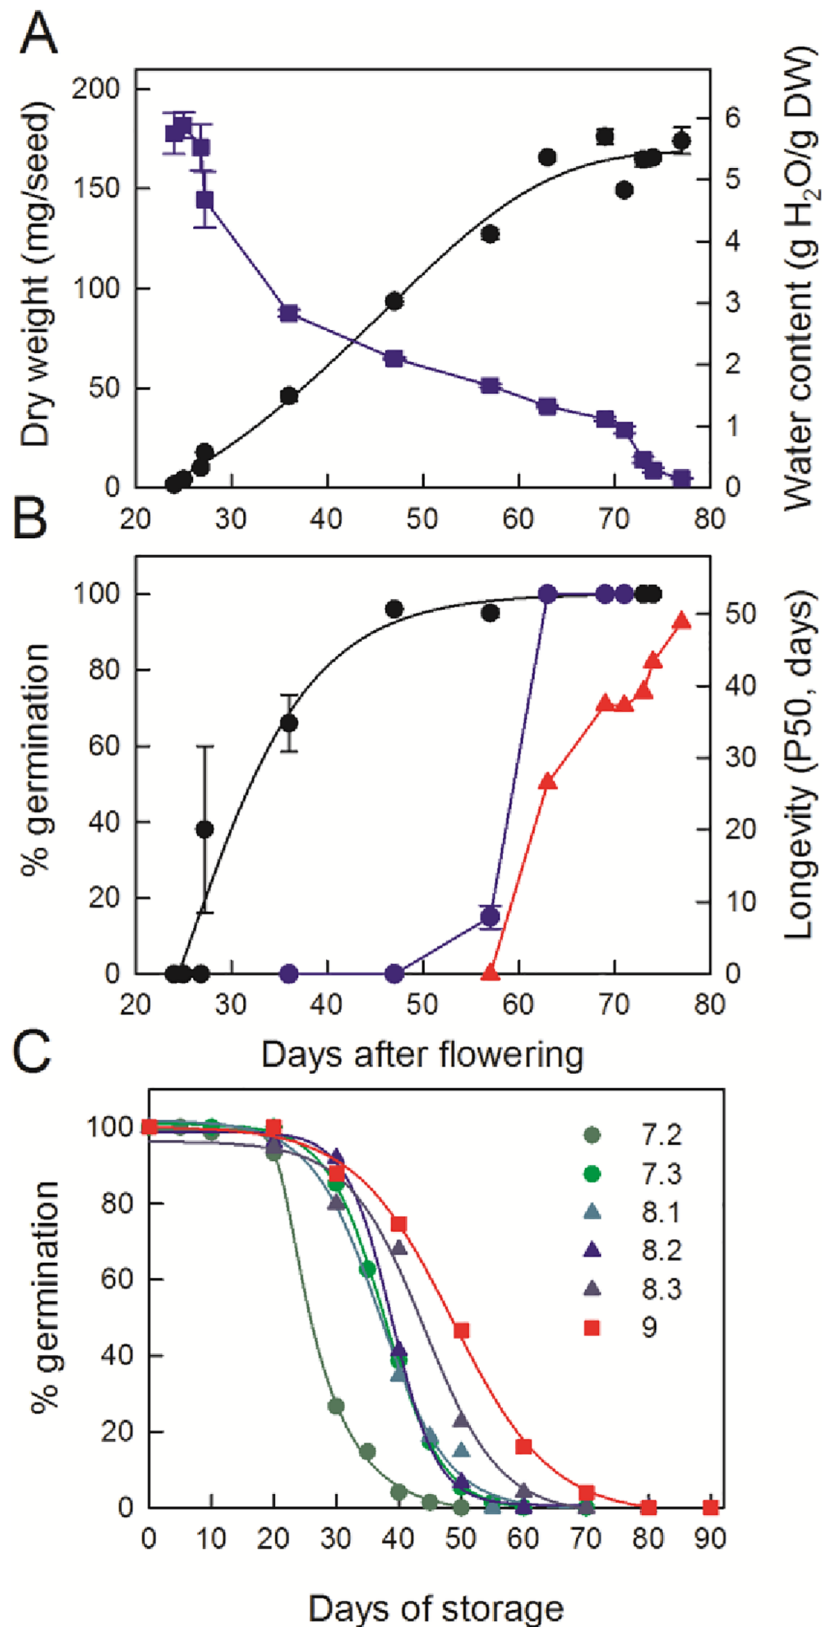 A
Dry weight (mg/seed)
200
150
100
50
0
6
5
4
3
2
1
0
Water content (g H₂O/g DW)
20 30 40 50 60 70 80
B
% germination
100
80
60
40
20
0
50
40
30
20
10
0
Longevity (P50, days)
20 30 40 50 60 70 80
Days after flowering
C
% germination
100
80
60
40
20
0
7.2
7.3
8.1
8.2
8.3
9
0 10 20 30 40 50 60 70 80 90
Days of storage